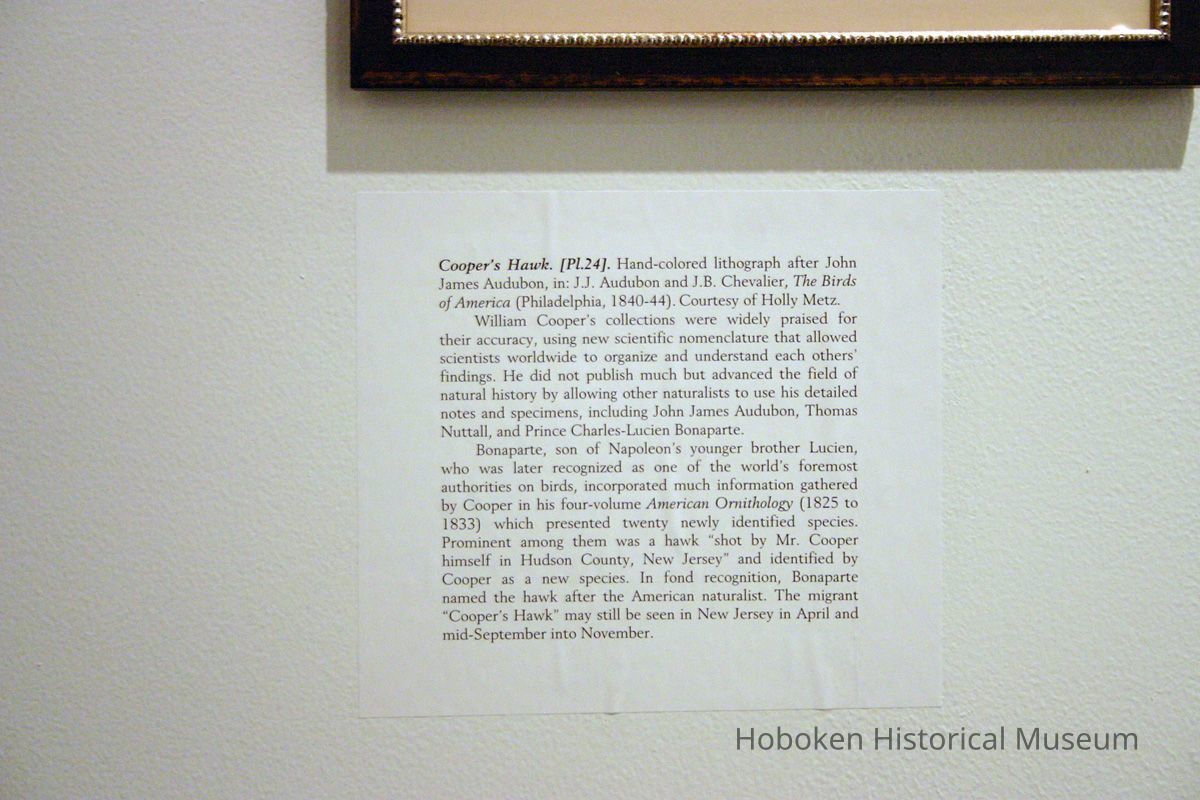 Cooper's Hawk. [Pl.24]. Hand-colored lithograph after John
James Audubon, in: J.J. Audubon and J.B. Chevalier, The Birds
of America (Philadelphia, 1840-44). Courtesy of Holly Metz.
William Cooper's collections were widely praised for
their accuracy, using new scientific nomenclature that allowed
scientists worldwide to organize and understand each others'
findings. He did not publish much but advanced the field of
natural history by allowing other naturalists to use his detailed
notes and specimens, including John James Audubon, Thomas
Nuttall, and Prince Charles-Lucien Bonaparte.
Bonaparte, son of Napoleon's younger brother Lucien,
who was later recognized as one of the world's foremost
authorities on birds, incorporated much information gathered
by Cooper in his four-volume American Ornithology (1825 to
1833) which presented twenty newly identified species.
Prominent among them was a hawk "shot by Mr. Cooper
himself in Hudson County, New Jersey" and identified by
Cooper as a new species. In fond recognition, Bonaparte
named the hawk after the American naturalist. The migrant
"Cooper's Hawk" may still be seen in New Jersey in April and
mid-September into November.
Hoboken Historical Museum